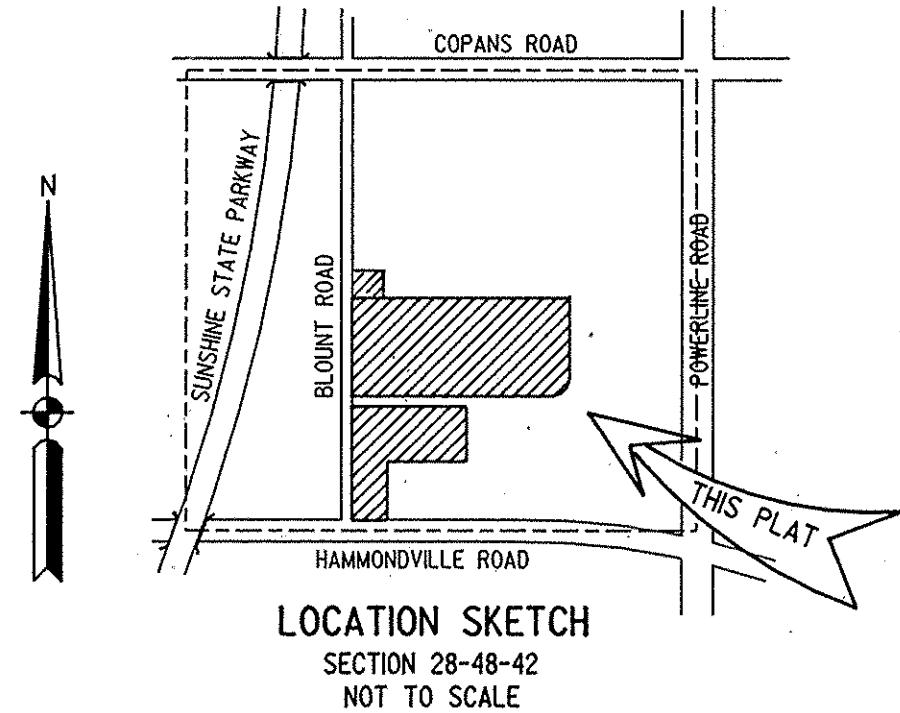 COPANS ROAD
N
SUNSHINE STATE PARKWAY
BLOUNT ROAD
POWERLINE ROAD
THIS PLAT
HAMMONDVILLE ROAD
LOCATION SKETCH
SECTION 28-48-42
NOT TO SCALE